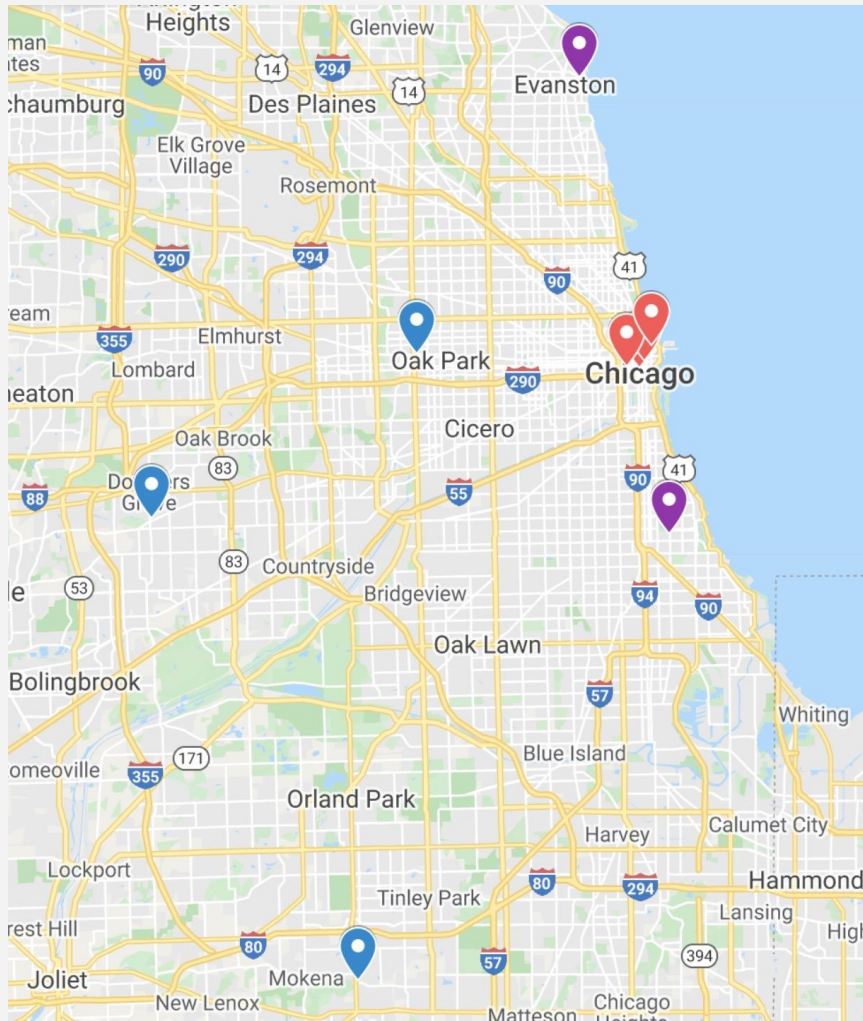 Heights
Glenview
90
14
294
14
Evanston
Des Plaines
Elk Grove
Village
Rosemont
290
294
41
90
355
Elmhurst
Oak Park
Lombard
290
Chicago
Cicero
Oak Brook
83
88
Grove
55
90
41
83
Countryside
53
Bridgeview
94
90
Oak Lawn
Bolingbrook
57
Whiting
171
Blue Island
355
Orland Park
Harvey
Calumet City
Lockport
80
294
Hammond
Tinley Park
Lansing
80
57
394
Mokena
Joliet
New Lenox
Matteson
Chicago